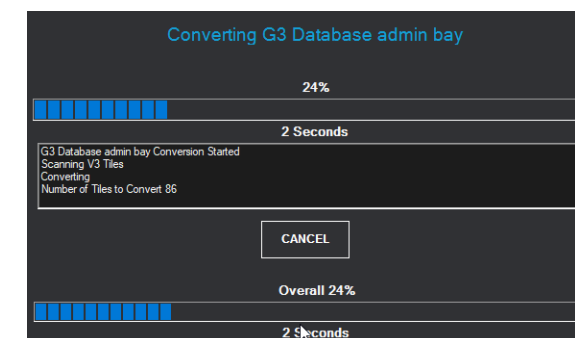 Converting G3 Database admin bay
24%
2 Seconds
G3 Database admin bay Conversion Started
Scanning V3 Tiles
Converting
Number of Tiles to Convert 86
CANCEL
Overall 24%
2 Seconds